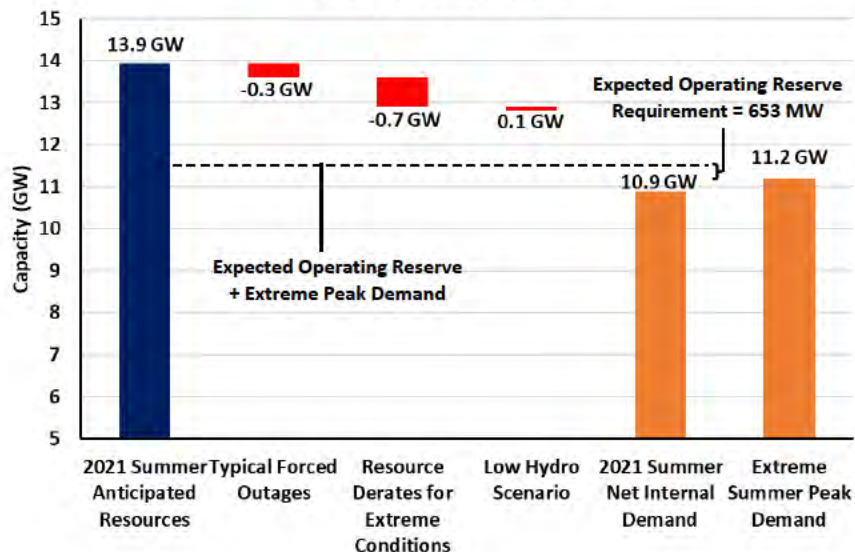 15
14
13
12
11
10
9
8
7
6
5
Capacity (GW)
13.9 GW
-0.3 GW
-0.7 GW
0.1 GW
Expected Operating Reserve
Requirement = 653 MW
10.9 GW
11.2 GW
Expected Operating Reserve
+ Extreme Peak Demand
2021 Summer
Anticipated
Resources
Typical Forced
Outages
Resource
Derates for
Extreme
Conditions
Low Hydro
Scenario
2021 Summer
Net Internal
Demand
Extreme
Summer Peak
Demand